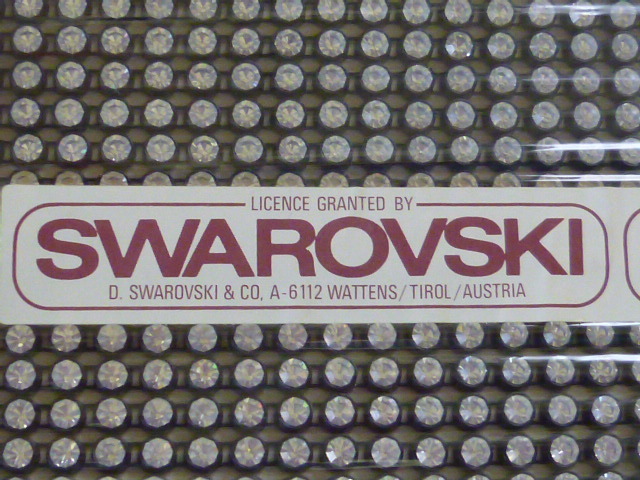 LICENCE GRANTED BY
SWAROVSKI
D. SWAROVSKI & CO, A-6112 WATTENS/TIROL/AUSTRIA